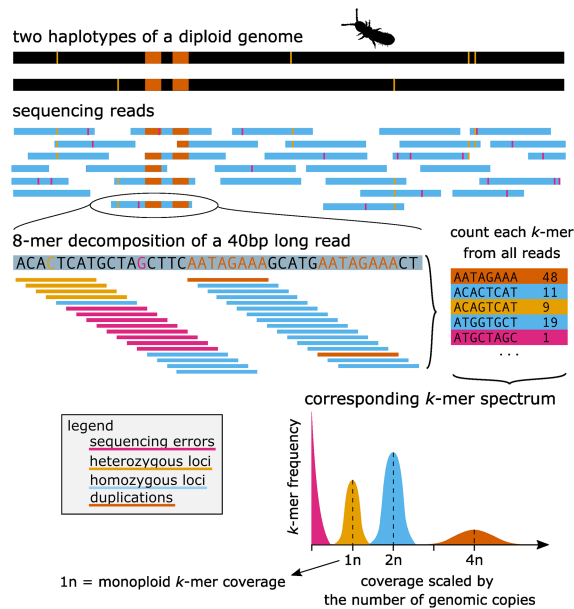 two haplotypes of a diploid genome
sequencing reads
8-mer decomposition of a 40bp long read
ACACTCATGCTAGCTTCAATAGAAAGCATGAATAGAAACT
count each k-mer
from all reads
AATAGAAA 48
ACACTCAT 11
ACAGTCAT 9
ATGGTGCT 19
ATGCTAGC 1
...
corresponding k-mer spectrum
legend
sequencing errors
heterozygous loci
homozygous loci
duplications
k-mer frequency
1n 2n 4n
1n = monoploid k-mer coverage
coverage scaled by
the number of genomic copies